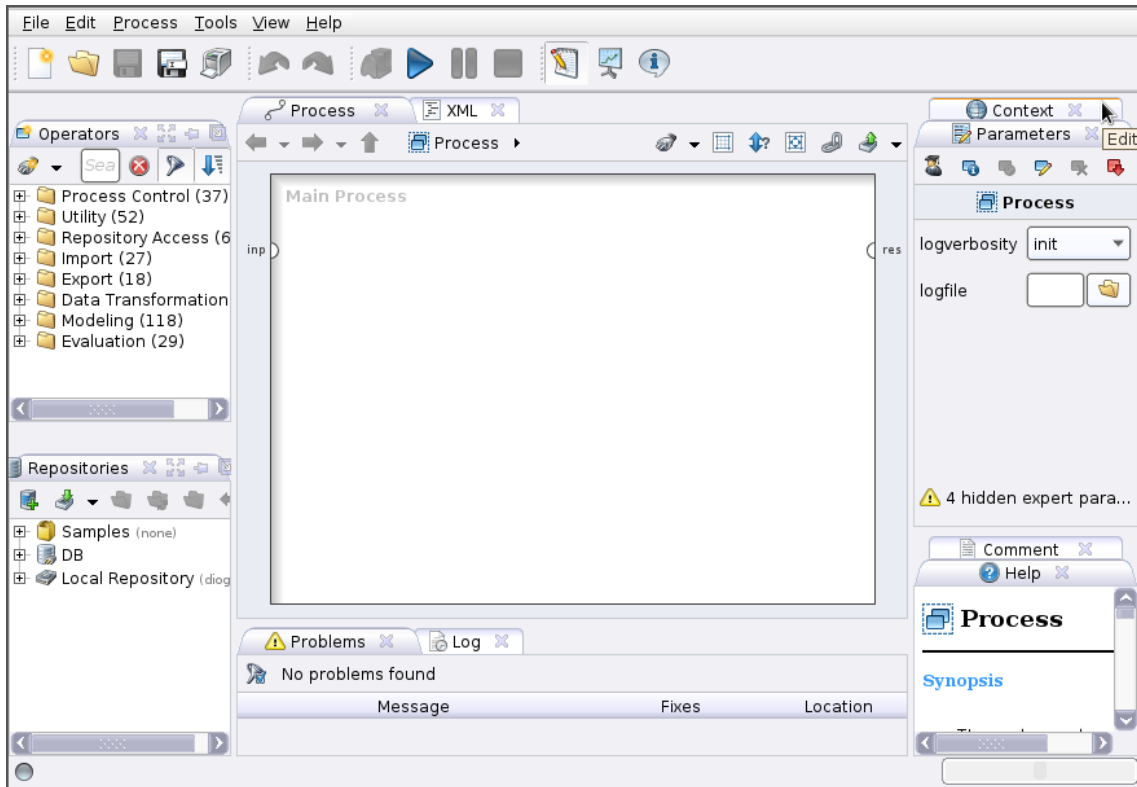 File Edit Process Tools View Help
Operators
Sea
Process Control (37)
Utility (52)
Repository Access (6
Import (27)
Export (18)
Data Transformation
Modeling (118)
Evaluation (29)
Repositories
Samples (none)
DB
Local Repository (diog
Process XML
Process
Main Process
inp
res
Problems Log
No problems found
Message Fixes Location
Context
Parameters
Edit
Process
logverbosity init
logfile
4 hidden expert para...
Comment
Help
Process
Synopsis